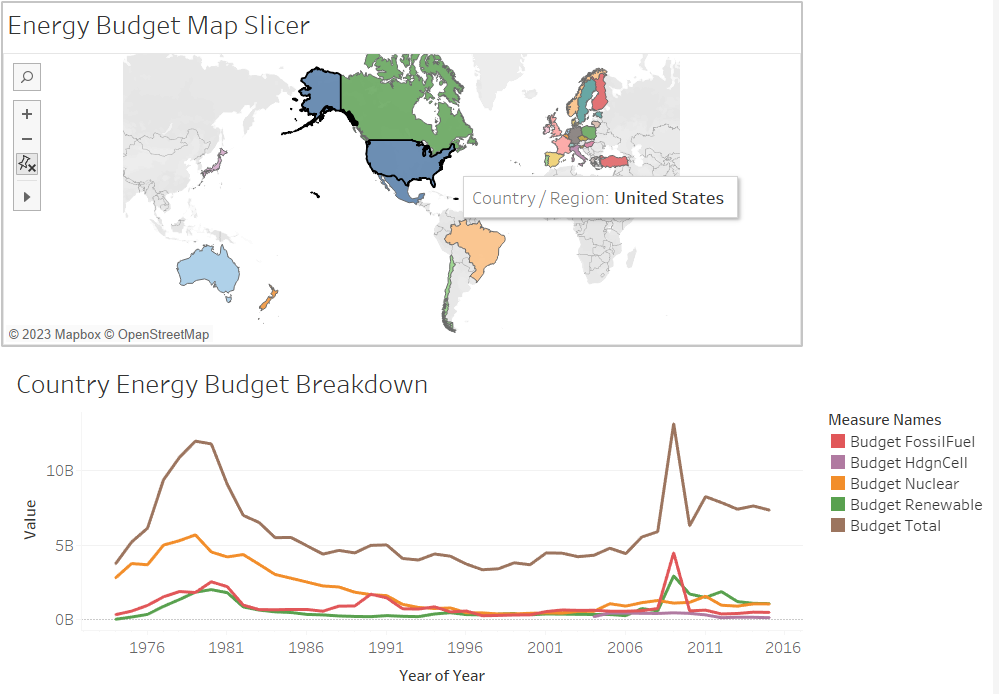 Energy Budget Map Slicer
+
−
Country / Region: United States
© 2023 Mapbox © OpenStreetMap
Country Energy Budget Breakdown
Measure Names
Budget FossilFuel
Budget HdgnCell
Budget Nuclear
Budget Renewable
Budget Total
Value
10B
5B
0B
1976 1981 1986 1991 1996 2001 2006 2011 2016
Year of Year